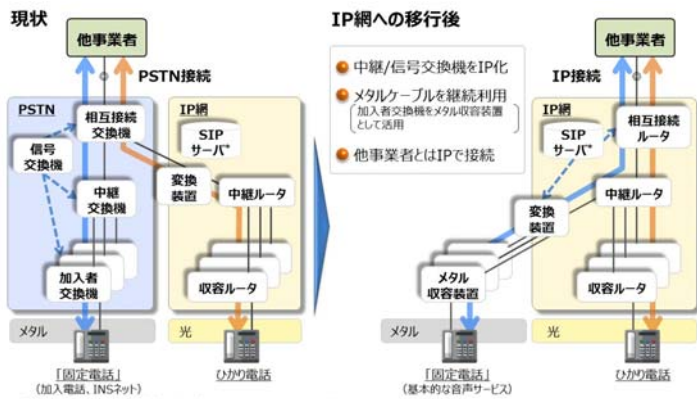 現状
他事業者
PSTN接続
PSTN
相互接続
交換機
信号
交換機
中継
交換機
加入者
交換機
メタル
「固定電話」
(加入電話、INSネット)
IP網
SIP
サーバ*
変換
装置
中継ルータ
収容ルータ
光
ひかり電話
IP網への移行後
中継/信号交換機をIP化
メタルケーブルを継続利用
加入者交換機をメタル収容装置
として活用
他事業者とはIPで接続
他事業者
IP接続
IP網
SIP
サーバ*
相互接続
ルータ
変換
装置
中継ルータ
メタル
収容装置
収容ルータ
メタル
光
「固定電話」
(基本的な音声サービス)
ひかり電話